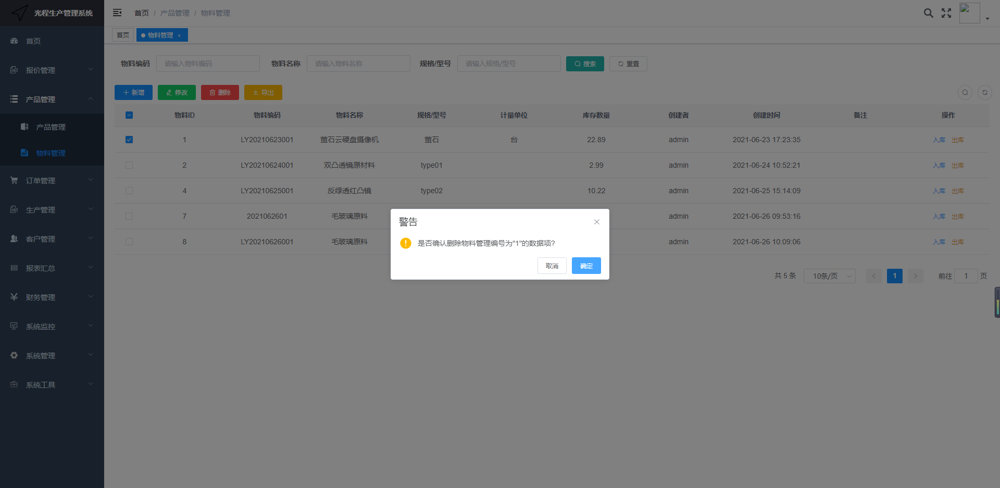 光程生产管理系统
首页 / 产品管理 / 物料管理
首页
物料管理 ×
首页
报价管理
产品管理
产品管理
物料管理
订单管理
生产管理
客户管理
报表汇总
财务管理
系统监控
系统管理
系统工具
物料编码 请输入物料编码 物料名称 请输入物料名称 规格/型号 请输入规格/型号 搜索 重置
新增 修改 删除 导出
物料ID 物料编码 物料名称 规格/型号 计量单位 库存数量 创建者 创建时间 备注 操作
1 LY20210623001 萤石云硬盘摄像机 萤石 台 22.89 admin 2021-06-23 17:23:35 入库 出库
2 LY20210624001 双凸透镜原材料 type01 2.99 admin 2021-06-24 10:52:21 入库 出库
4 LY20210625001 反绿透红凸镜 type02 10.22 admin 2021-06-25 15:14:09 入库 出库
7 2021062601 毛玻璃原料 admin 2021-06-26 09:53:16 入库 出库
8 LY20210626001 毛玻璃原料 admin 2021-06-26 10:09:06 入库 出库
警告
是否确认删除物料管理编号为"1"的数据项?
取消 确定
共 5 条 10条/页 1 前往 1 页